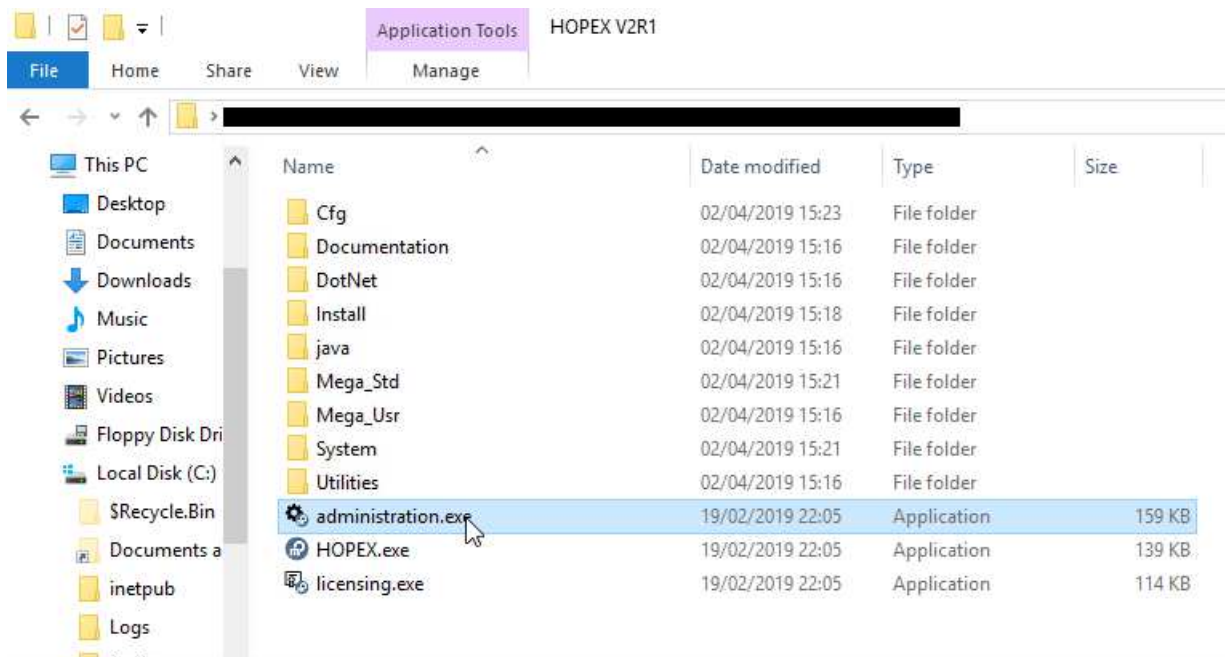 Application Tools HOPEX V2R1
File Home Share View Manage
This PC
Desktop
Documents
Downloads
Music
Pictures
Videos
Floppy Disk Dri
Local Disk (C:)
$Recycle.Bin
Documents a
inetpub
Logs
Name Date modified Type Size
Cfg 02/04/2019 15:23 File folder
Documentation 02/04/2019 15:16 File folder
DotNet 02/04/2019 15:16 File folder
Install 02/04/2019 15:18 File folder
java 02/04/2019 15:16 File folder
Mega_Std 02/04/2019 15:21 File folder
Mega_Usr 02/04/2019 15:16 File folder
System 02/04/2019 15:21 File folder
Utilities 02/04/2019 15:16 File folder
administration.exe 19/02/2019 22:05 Application 159 KB
HOPEX.exe 19/02/2019 22:05 Application 139 KB
licensing.exe 19/02/2019 22:05 Application 114 KB